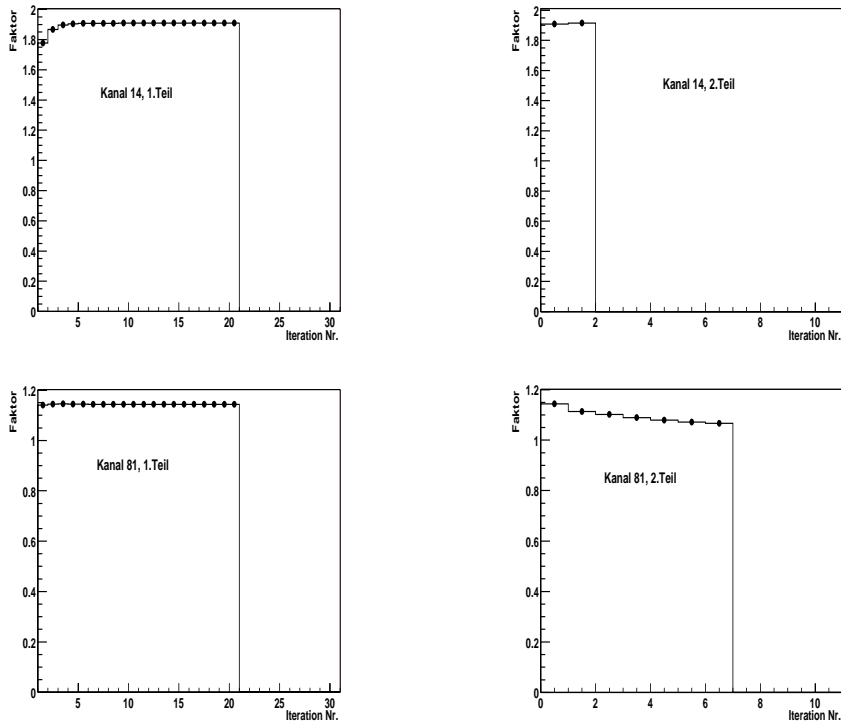 Faktor
2
1.8
1.6
1.4
1.2
1
0.8
0.6
0.4
0.2
0
Kanal 14, 1.Teil
5 10 15 20 25 30
Iteration Nr.
Faktor
2
1.8
1.6
1.4
1.2
1
0.8
0.6
0.4
0.2
0
Kanal 14, 2.Teil
0 2 4 6 8 10
Iteration Nr.
Faktor
1.2
1
0.8
0.6
0.4
0.2
0
Kanal 81, 1.Teil
5 10 15 20 25 30
Iteration Nr.
Faktor
1.2
1
0.8
0.6
0.4
0.2
0
Kanal 81, 2.Teil
0 2 4 6 8 10
Iteration Nr.